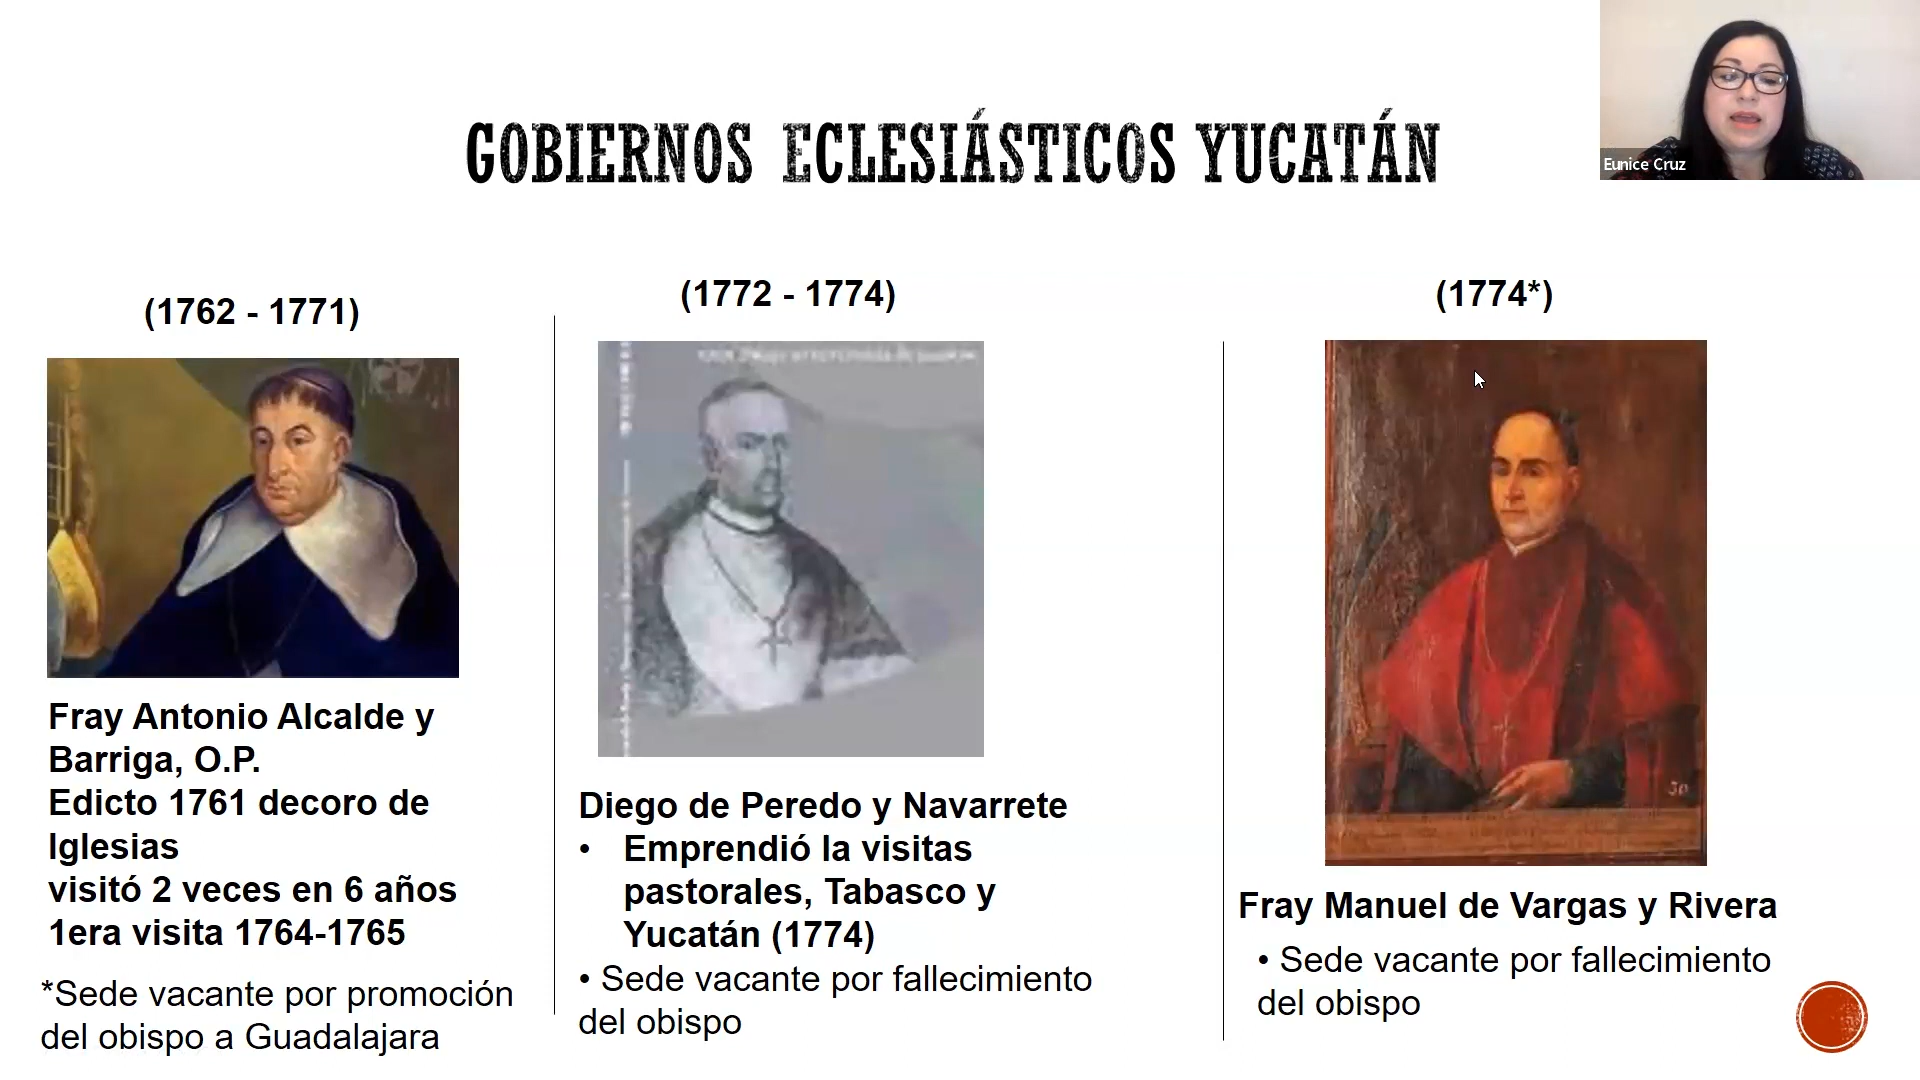 GOBIERNOS ECLESIÁSTICOS YUCATÁN
Eunice Cruz
(1762 - 1771)
Fray Antonio Alcalde y
Barriga, O.P.
Edicto 1761 decoro de
Iglesias
visitó 2 veces en 6 años
1era visita 1764-1765
*Sede vacante por promoción
del obispo a Guadalajara
(1772 - 1774)
Diego de Peredo y Navarrete
• Emprendió la visitas
pastorales, Tabasco y
Yucatán (1774)
• Sede vacante por fallecimiento
del obispo
(1774*)
30
Fray Manuel de Vargas y Rivera
• Sede vacante por fallecimiento
del obispo